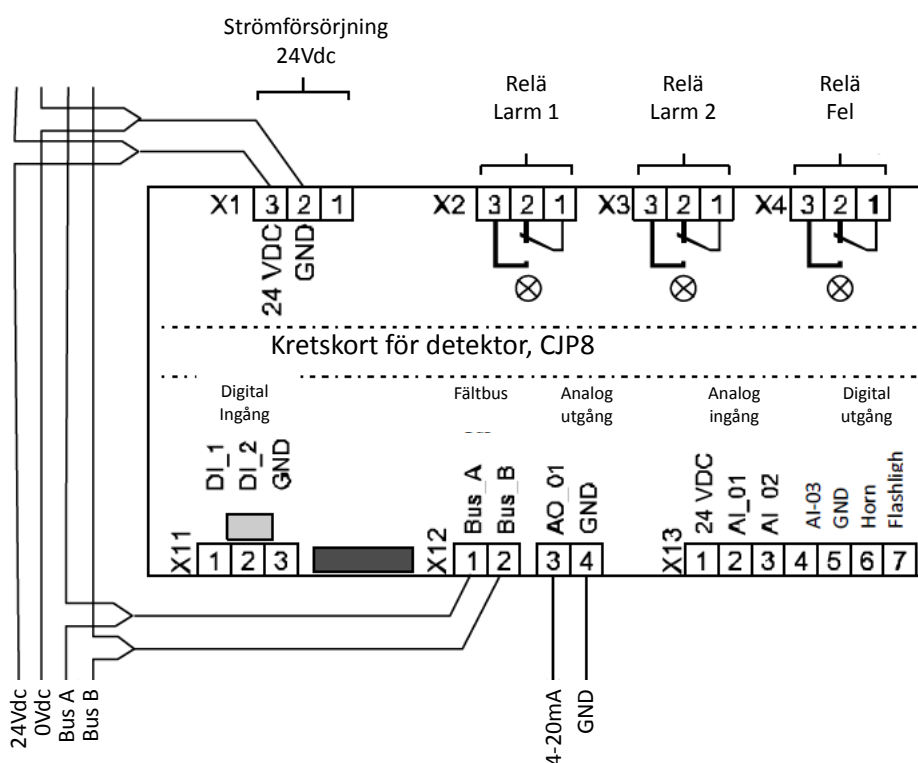 Strömförsörjning
24Vdc
Relä
Larm 1
Relä
Larm 2
Relä
Fel
X1 3 2 1
X2 3 2 1
X3 3 2 1
X4 3 2 1
24 VDC
GND
Kretskort för detektor, CJP8
Digital
Ingång
Fältbus
Analog
utgång
Analog
ingång
Digital
utgång
DI_1
DI_2
GND
Bus_A
Bus_B
AO_01
GND
24 VDC
AI_01
AI_02
AI-03
GND
Horn
Flashligh
X11 1 2 3
X12 1 2 3 4
X13 1 2 3 4 5 6 7
24Vdc
0Vdc
Bus A
Bus B
4-20mA
GND